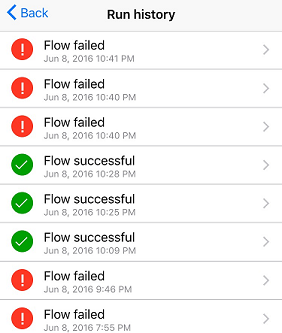 Back
Run history
Flow failed
Jun 8, 2016 10:41 PM
Flow failed
Jun 8, 2016 10:40 PM
Flow failed
Jun 8, 2016 10:40 PM
Flow successful
Jun 8, 2016 10:28 PM
Flow successful
Jun 8, 2016 10:25 PM
Flow successful
Jun 8, 2016 10:09 PM
Flow failed
Jun 8, 2016 9:46 PM
Flow failed
Jun 8, 2016 7:55 PM